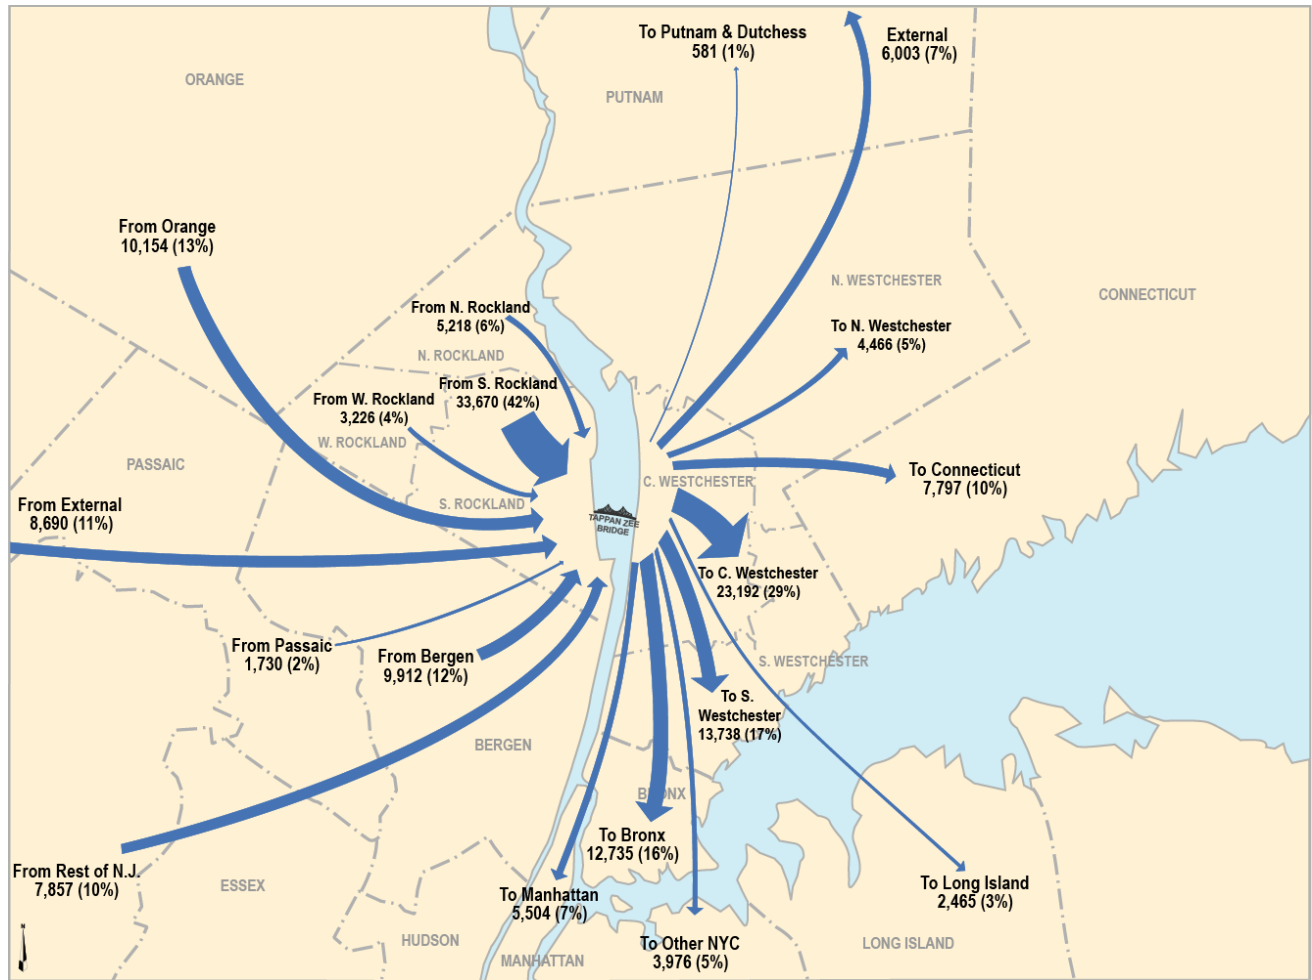 To Putnam & Dutchess
581 (1%)
External
6,003 (7%)
ORANGE
PUTNAM
From Orange
10,154 (13%)
N. WESTCHESTER
CONNECTICUT
From N. Rockland
5,218 (6%)
To N. Westchester
4,466 (5%)
N. ROCKLAND
From S. Rockland
33,670 (42%)
From W. Rockland
3,226 (4%)
W. ROCKLAND
PASSAIC
To Connecticut
7,797 (10%)
C. WESTCHESTER
From External
8,690 (11%)
S. ROCKLAND
TAPPAN ZEE
BRIDGE
To C. Westchester
23,192 (29%)
From Passaic
1,730 (2%)
From Bergen
9,912 (12%)
S. WESTCHESTER
To S.
Westchester
13,738 (17%)
BERGEN
BRONX
To Bronx
12,735 (16%)
From Rest of N.J.
7,857 (10%)
ESSEX
To Manhattan
5,504 (7%)
To Long Island
2,465 (3%)
HUDSON
To Other NYC
3,976 (5%)
LONG ISLAND
MANHATTAN